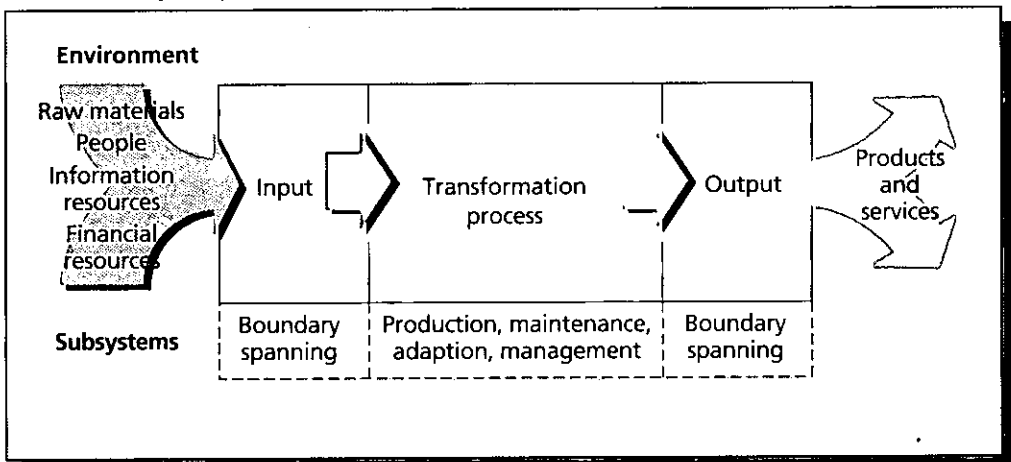 Environment
Raw materials
People
Information
resources
Financial
resources
Input
Transformation
process
Output
Products
and
services
Subsystems
Boundary
spanning
Production, maintenance,
adaption, management
Boundary
spanning